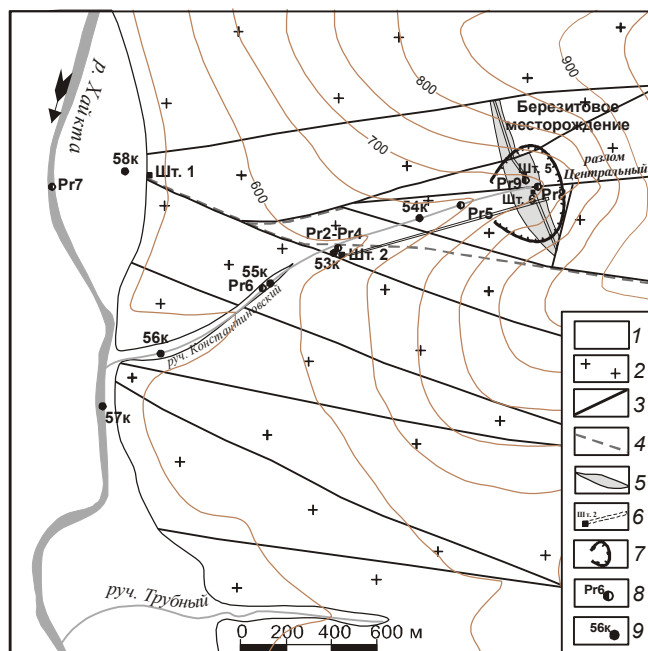 900
800
Березитовое
месторождение
р. Хайкта
700
разлом
Центральный
58к
Шт. 1
Шт. 5
Pr9
Pr7
600
Pr8
54к
Pr5
Pr2-Pr4
53к
Шт. 2
55к
Pr6
руч. Константиновский
56к
57к
1
2
3
4
5
Шт. 2
6
7
Pr6
8
56к
9
руч. Трубный
0 200 400 600 м